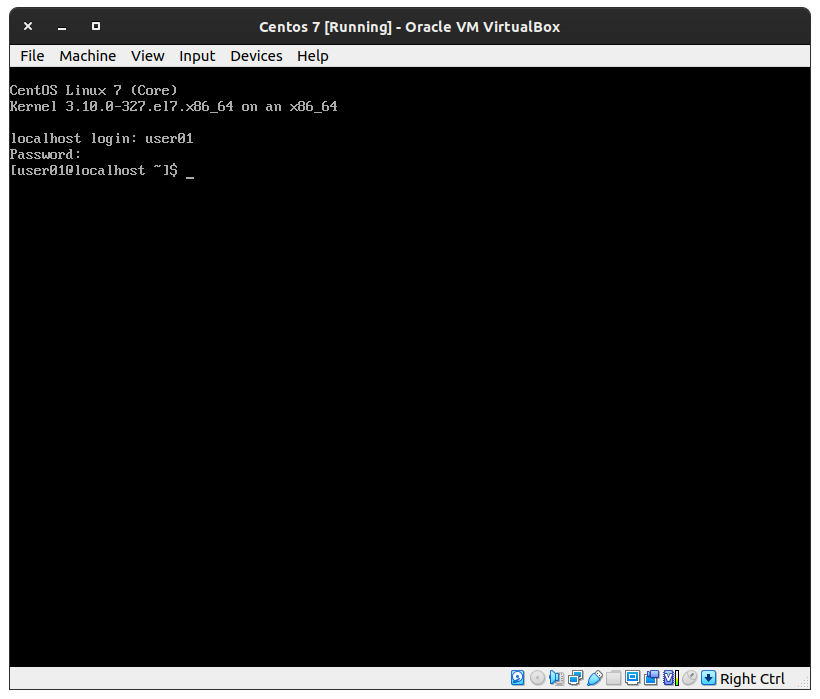 Centos 7 [Running] - Oracle VM VirtualBox
File Machine View Input Devices Help
CentOS Linux 7 (Core)
Kernel 3.10.0-327.el7.x86_64 on an x86_64
localhost login: user01
Password:
[user01@localhost ~]$ _
Right Ctrl